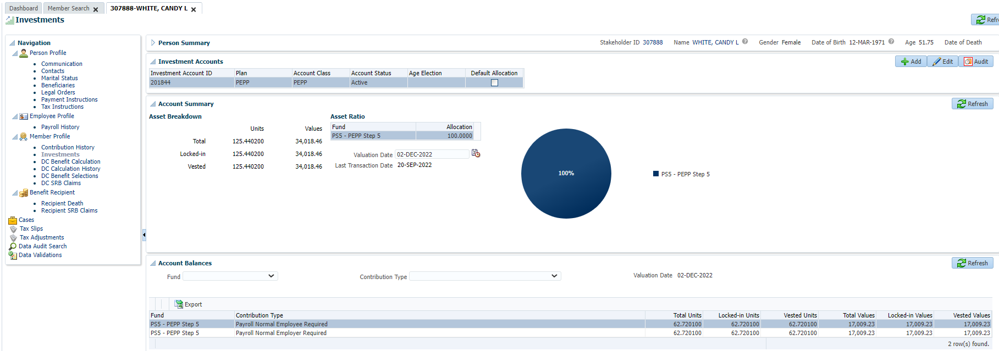 Dashboard
Member Search
307888-WHITE, CANDY L
Investments
Refr
Navigation
Person Profile
Communication
Contacts
Marital Status
Beneficiaries
Legal Orders
Payment Instructions
Tax Instructions
Employee Profile
Payroll History
Member Profile
Contribution History
Investments
DC Benefit Calculation
DC Calculation History
DC Benefit Selections
DC SRB Claims
Benefit Recipient
Recipient Death
Recipient SRB Claims
Cases
Tax Slips
Tax Adjustments
Data Audit Search
Data Validations
Person Summary Stakeholder ID 307888 Name WHITE, CANDY L Gender Female Date of Birth 12-MAR-1971 Age 51.75 Date of Death
Investment Accounts Add Edit Audit
Investment Account ID Plan Account Class Account Status Age Election Default Allocation
201844 PEPP PEPP Active
Account Summary Refresh
Asset Breakdown
Units Values
Total 125.440200 34,018.46
Locked-in 125.440200 34,018.46
Vested 125.440200 34,018.46
Asset Ratio
Fund Allocation
PS5 - PEPP Step 5 100.0000
Valuation Date 02-DEC-2022
Last Transaction Date 20-SEP-2022
100%
PS5 - PEPP Step 5
Account Balances Refresh
Fund Contribution Type Valuation Date 02-DEC-2022
Export
Fund Contribution Type Total Units Locked-in Units Vested Units Total Values Locked-in Values Vested Values
PS5 - PEPP Step 5 Payroll Normal Employee Required 62.720100 62.720100 62.720100 17,009.23 17,009.23 17,009.23
PS5 - PEPP Step 5 Payroll Normal Employer Required 62.720100 62.720100 62.720100 17,009.23 17,009.23 17,009.23
2 row(s) found.